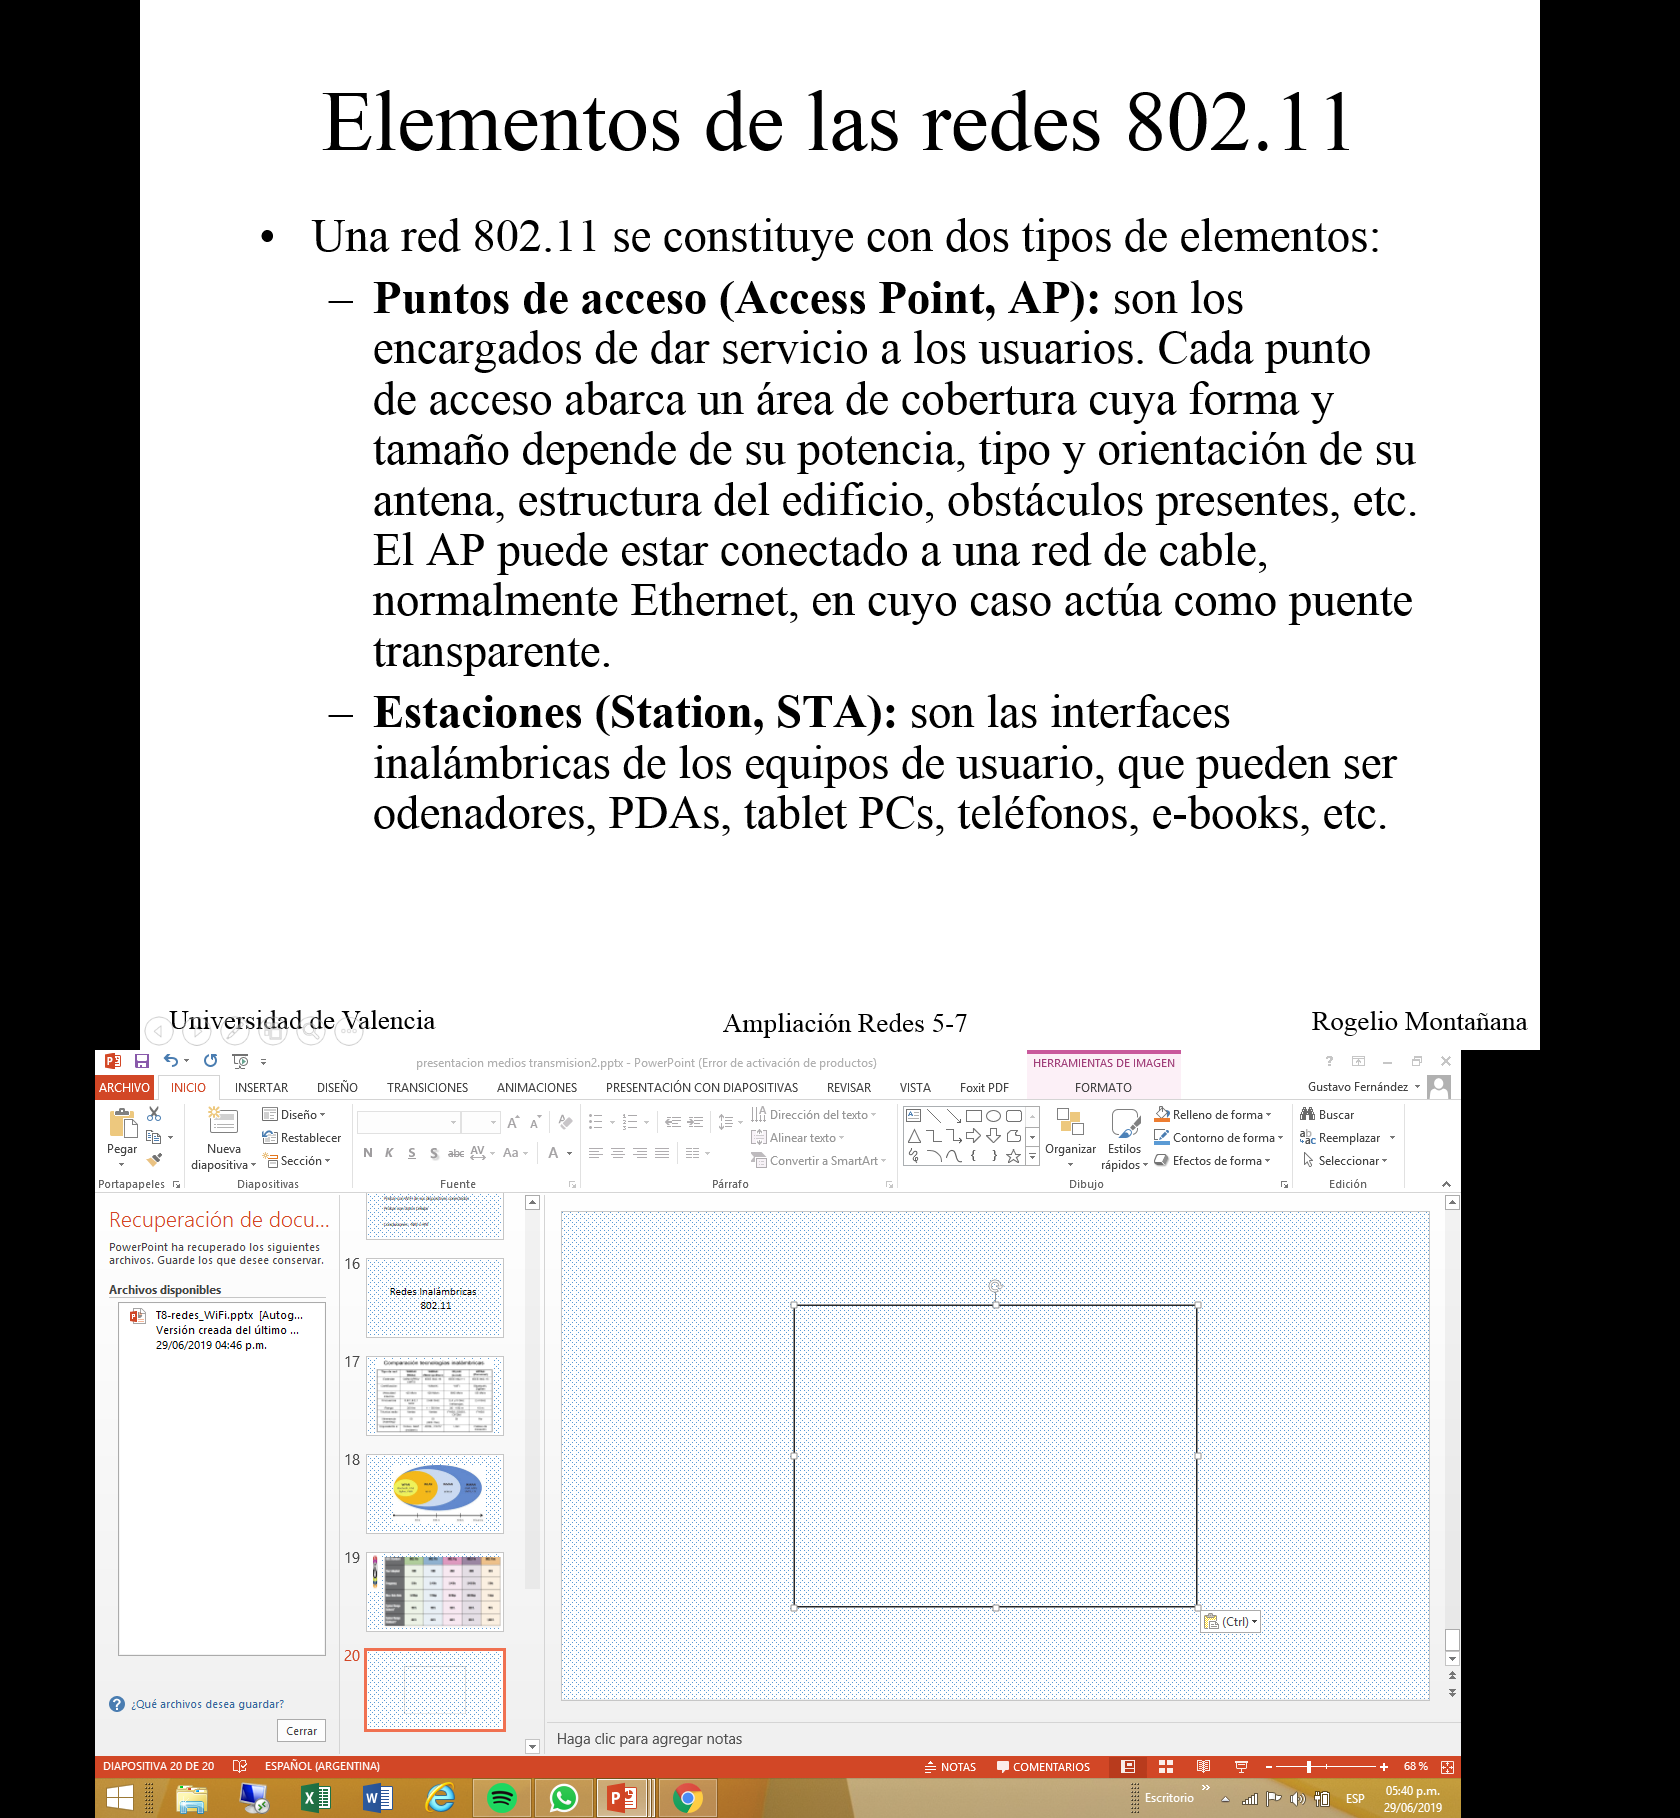 Elementos de las redes 802.11
• Una red 802.11 se constituye con dos tipos de elementos:
– Puntos de acceso (Access Point, AP): son los
encargados de dar servicio a los usuarios. Cada punto
de acceso abarca un área de cobertura cuya forma y
tamaño depende de su potencia, tipo y orientación de su
antena, estructura del edificio, obstáculos presentes, etc.
El AP puede estar conectado a una red de cable,
normalmente Ethernet, en cuyo caso actúa como puente
transparente.
– Estaciones (Station, STA): son las interfaces
inalámbricas de los equipos de usuario, que pueden ser
odenadores, PDAs, tablet PCs, teléfonos, e-books, etc.
Universidad de Valencia
Ampliación Redes 5-7
Rogelio Montañana
presentacion medios transmision2.pptx - PowerPoint (Error de activación de productos)
HERRAMIENTAS DE IMAGEN
ARCHIVO INICIO INSERTAR DISEÑO TRANSICIONES ANIMACIONES PRESENTACIÓN CON DIAPOSITIVAS REVISAR VISTA Foxit PDF FORMATO
Gustavo Fernández
Pegar
Portapapeles
Nueva
diapositiva
Diseño
Restablecer
Sección
Diapositivas
N K S S abc AV Aa A
Fuente
Dirección del texto
Alinear texto
Convertir a SmartArt
Párrafo
Organizar
Estilos
rápidos
Relleno de forma
Contorno de forma
Efectos de forma
Dibujo
Buscar
Reemplazar
Seleccionar
Edición
Recuperación de docu...
PowerPoint ha recuperado los siguientes
archivos. Guarde los que desee conservar.
Archivos disponibles
T8-redes_WiFi.pptx [Autog...
Versión creada del último ...
29/06/2019 04:46 p.m.
¿Qué archivos desea guardar?
Cerrar
16
Redes Inalámbricas
802.11
17
Comparación tecnologías inalámbricas
18
19
20
(Ctrl)
Haga clic para agregar notas
DIAPOSITIVA 20 DE 20
ESPAÑOL (ARGENTINA)
NOTAS
COMENTARIOS
68 %
Escritorio
ESP
05:40 p.m.
29/06/2019